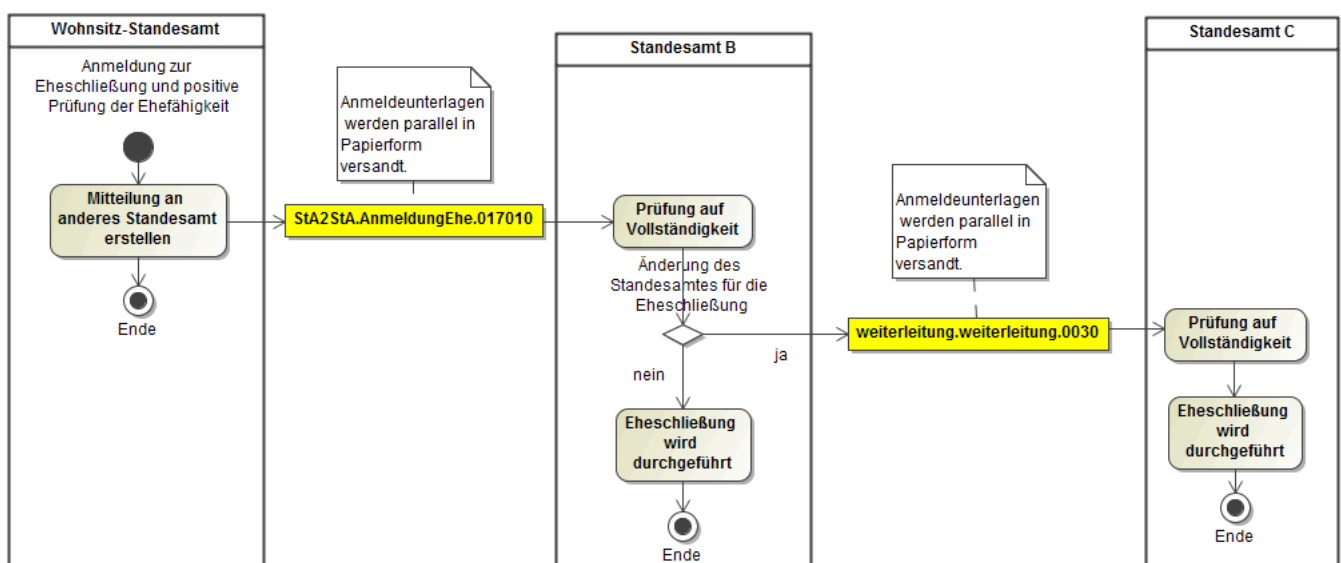 Wohnsitz-Standesamt
Anmeldung zur
Eheschließung und positive
Prüfung der Ehefähigkeit
Mitteilung an
anderes Standesamt
erstellen
Ende
Anmeldeunterlagen
werden parallel in
Papierform
versandt.
StA2StA.AnmeldungEhe.017010
Standesamt B
Prüfung auf
Vollständigkeit
Änderung des
Standesamtes für die
Eheschließung
ja
nein
Eheschließung
wird
durchgeführt
Ende
Anmeldeunterlagen
werden parallel in
Papierform
versandt.
weiterleitung.weiterleitung.0030
Standesamt C
Prüfung auf
Vollständigkeit
Eheschließung
wird
durchgeführt
Ende